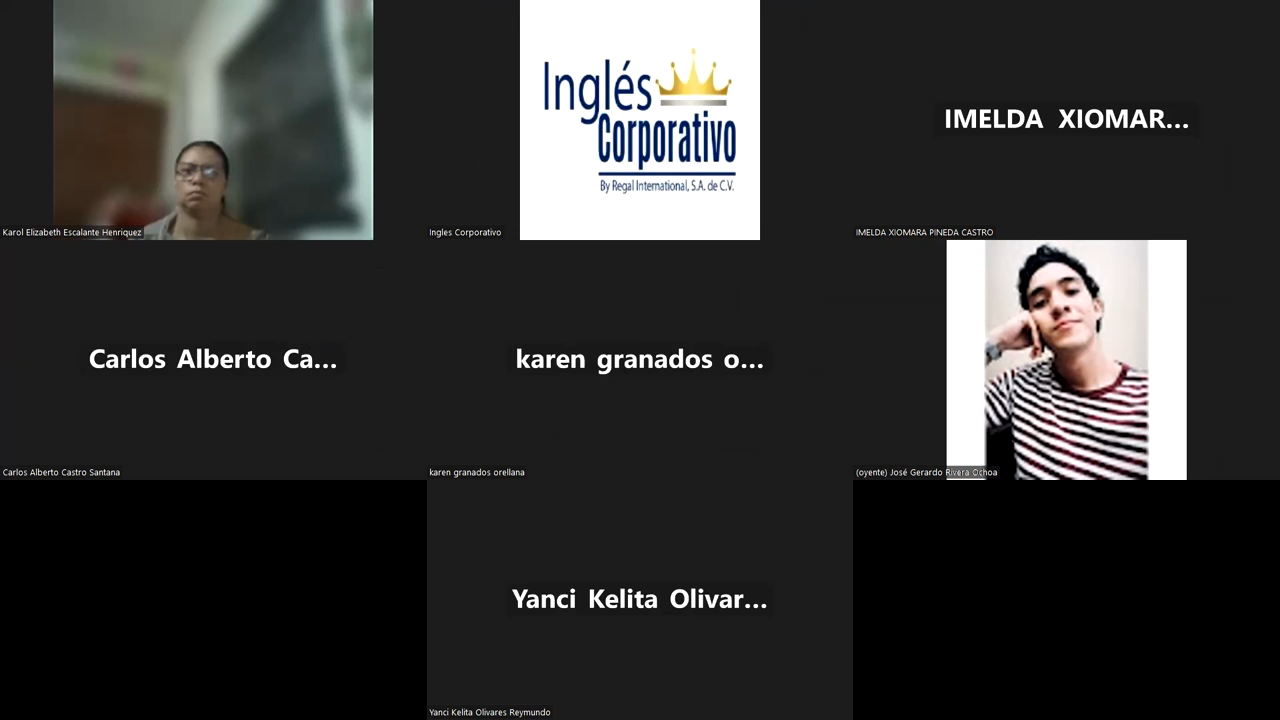 Karol Elizabeth Escalante Henriquez
Inglés
Corporativo
By Regal International, S.A. de C.V.
Ingles Corporativo
IMELDA XIOMAR...
IMELDA XIOMARA PINEDA CASTRO
Carlos Alberto Ca...
Carlos Alberto Castro Santana
karen granados o...
karen granados orellana
(oyente) José Gerardo Rivera Ochoa
Yanci Kelita Olivar...
Yanci Kelita Olivares Reymundo